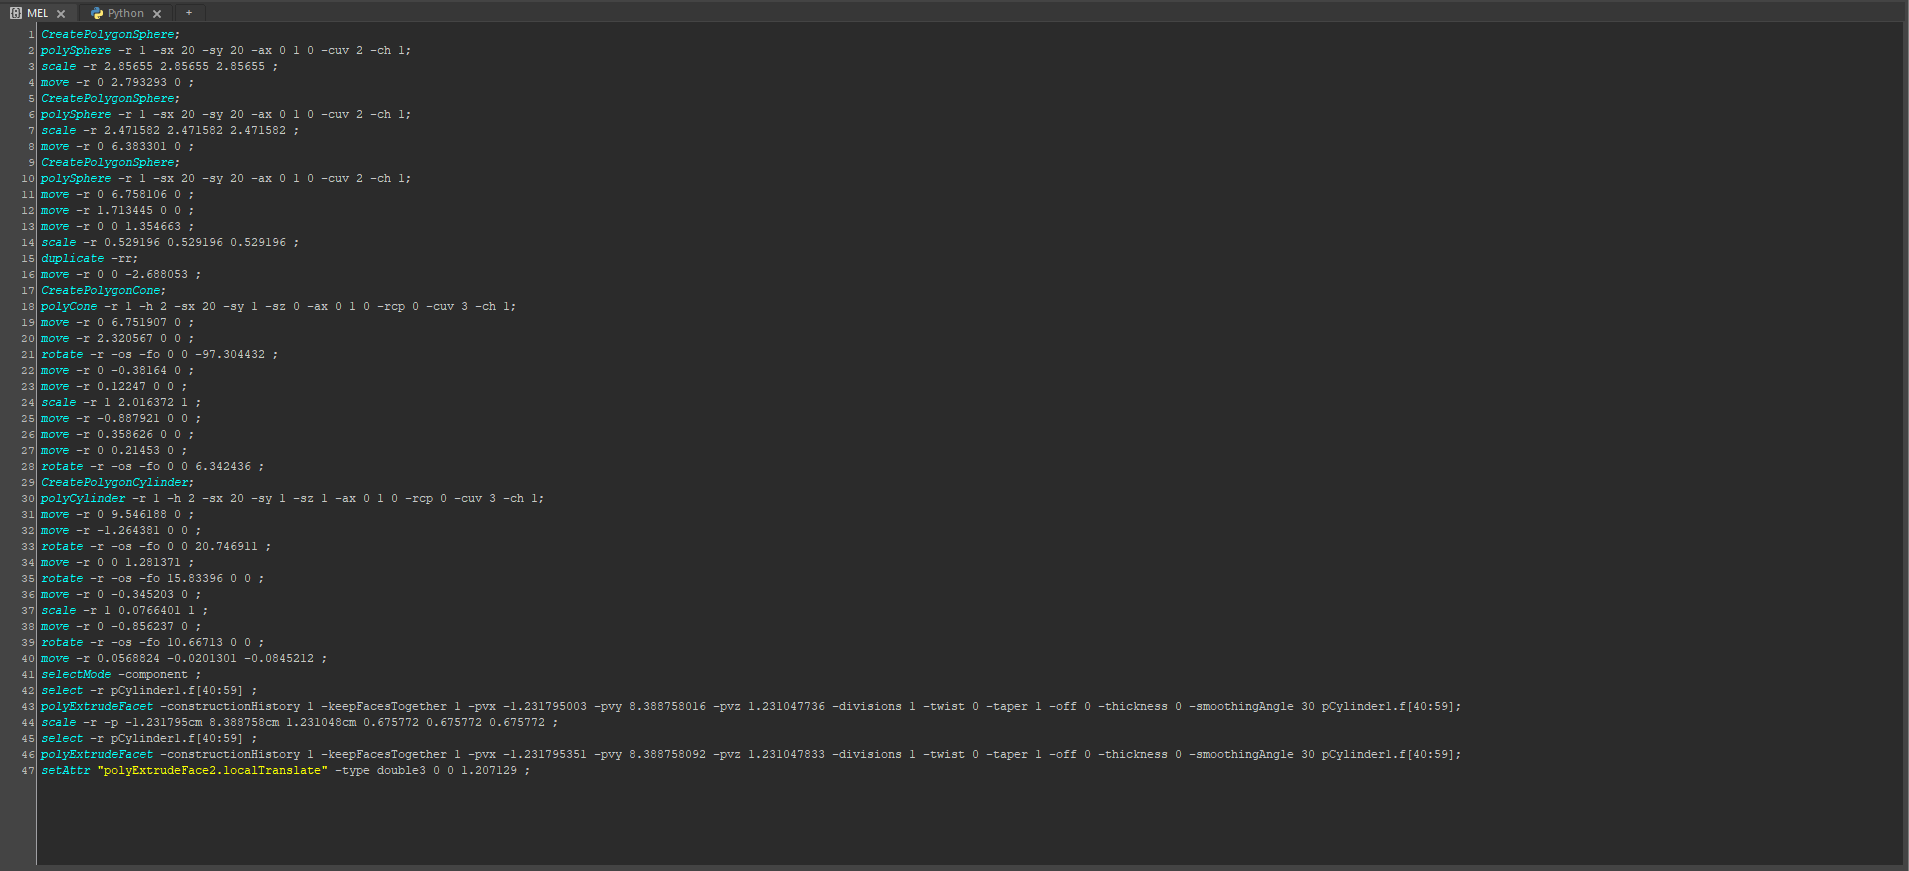 MEL
Python
+
1 CreatePolygonSphere;
2 polySphere -r 1 -sx 20 -sy 20 -ax 0 1 0 -cuv 2 -ch 1;
3 scale -r 2.85655 2.85655 2.85655 ;
4 move -r 0 2.793293 0 ;
5 CreatePolygonSphere;
6 polySphere -r 1 -sx 20 -sy 20 -ax 0 1 0 -cuv 2 -ch 1;
7 scale -r 2.471582 2.471582 2.471582 ;
8 move -r 0 6.383301 0 ;
9 CreatePolygonSphere;
10 polySphere -r 1 -sx 20 -sy 20 -ax 0 1 0 -cuv 2 -ch 1;
11 move -r 0 6.758106 0 ;
12 move -r 1.713445 0 0 ;
13 move -r 0 0 1.354663 ;
14 scale -r 0.529196 0.529196 0.529196 ;
15 duplicate -rr;
16 move -r 0 0 -2.688053 ;
17 CreatePolygonCone;
18 polyCone -r 1 -h 2 -sx 20 -sy 1 -sz 0 -ax 0 1 0 -rcp 0 -cuv 3 -ch 1;
19 move -r 0 6.751907 0 ;
20 move -r 2.320567 0 0 ;
21 rotate -r -os -fo 0 0 -97.304432 ;
22 move -r 0 -0.38164 0 ;
23 move -r 0.12247 0 0 ;
24 scale -r 1 2.016372 1 ;
25 move -r -0.887921 0 0 ;
26 move -r 0.358626 0 0 ;
27 move -r 0 0.21453 0 ;
28 rotate -r -os -fo 0 0 6.342436 ;
29 CreatePolygonCylinder;
30 polyCylinder -r 1 -h 2 -sx 20 -sy 1 -sz 1 -ax 0 1 0 -rcp 0 -cuv 3 -ch 1;
31 move -r 0 9.546188 0 ;
32 move -r -1.264381 0 0 ;
33 rotate -r -os -fo 0 0 20.746911 ;
34 move -r 0 0 1.281371 ;
35 rotate -r -os -fo 15.83396 0 0 ;
36 move -r 0 -0.345203 0 ;
37 scale -r 1 0.0766401 1 ;
38 move -r 0 -0.856237 0 ;
39 rotate -r -os -fo 10.66713 0 0 ;
40 move -r 0.0568824 -0.0201301 -0.0845212 ;
41 selectMode -component ;
42 select -r pCylinder1.f[40:59] ;
43 polyExtrudeFacet -constructionHistory 1 -keepFacesTogether 1 -pvx -1.231795003 -pvy 8.388758016 -pvz 1.231047736 -divisions 1 -twist 0 -taper 1 -off 0 -thickness 0 -smoothingAngle 30 pCylinder1.f[40:59];
44 scale -r -p -1.231795cm 8.388758cm 1.231048cm 0.675772 0.675772 0.675772 ;
45 select -r pCylinder1.f[40:59] ;
46 polyExtrudeFacet -constructionHistory 1 -keepFacesTogether 1 -pvx -1.231795351 -pvy 8.388758092 -pvz 1.231047833 -divisions 1 -twist 0 -taper 1 -off 0 -thickness 0 -smoothingAngle 30 pCylinder1.f[40:59];
47 setAttr "polyExtrudeFace2.localTranslate" -type double3 0 0 1.207129 ;